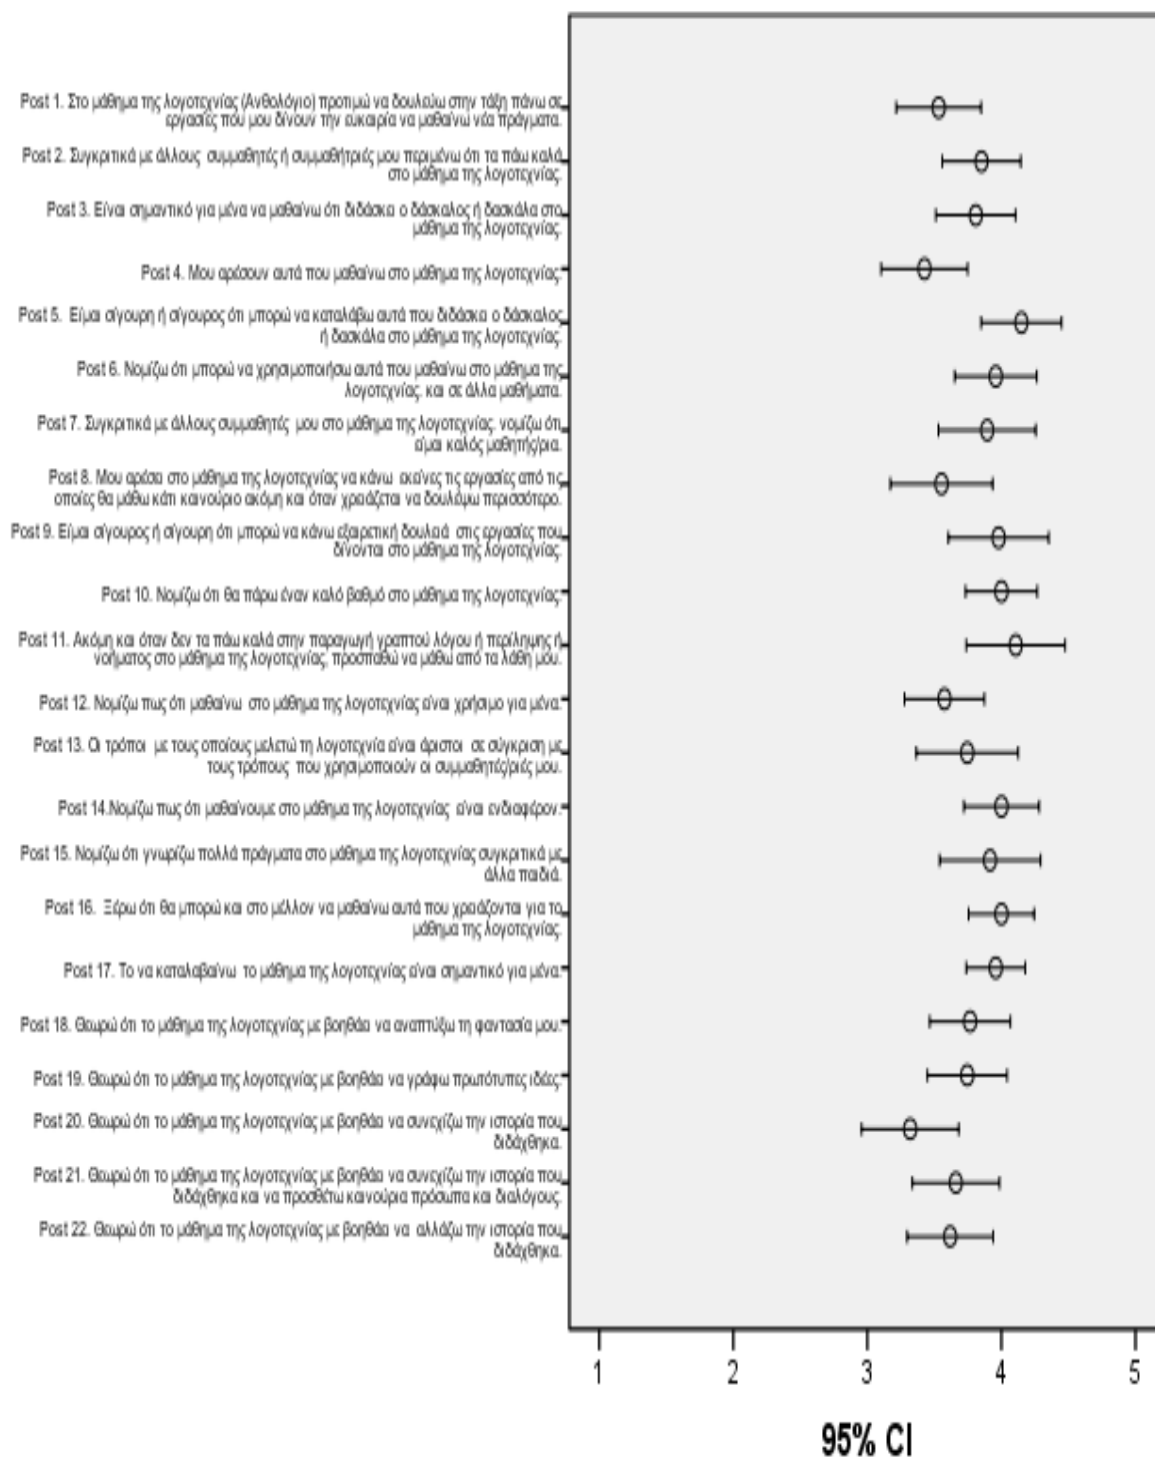 Post 1. Στο μάθημα της λογοτεχνίας (Ανθολόγιο) προτιμώ να δουλεύω στην τάξη πάνω σε
εργασίες που μου δίνουν την ευκαιρία να μαθαίνω νέα πράγματα.
Post 2. Συγκριτικά με άλλους συμμαθητές ή συμμαθήτριές μου περιμένω ότι τα πάω καλά
στο μάθημα της λογοτεχνίας.
Post 3. Είναι σημαντικό για μένα να μαθαίνω ότι διδάσκει ο δάσκαλος ή δασκάλα στο
μάθημα της λογοτεχνίας.
Post 4. Μου αρέσουν αυτά που μαθαίνω στο μάθημα της λογοτεχνίας.
Post 5. Είμαι σίγουρη ή σίγουρος ότι μπορώ να καταλάβω αυτά που διδάσκει ο δάσκαλος
ή δασκάλα στο μάθημα της λογοτεχνίας.
Post 6. Νομίζω ότι μπορώ να χρησιμοποιήσω αυτά που μαθαίνω στο μάθημα της
λογοτεχνίας. και σε άλλα μαθήματα.
Post 7. Συγκριτικά με άλλους συμμαθητές μου στο μάθημα της λογοτεχνίας. νομίζω ότι
είμαι καλός μαθητής/ρια.
Post 8. Μου αρέσει στο μάθημα της λογοτεχνίας να κάνω εκείνες τις εργασίες από τις
οποίες θα μάθω κάτι καινούριο ακόμη και όταν χρειάζεται να δουλέψω περισσότερο.
Post 9. Είμαι σίγουρος ή σίγουρη ότι μπορώ να κάνω εξαιρετική δουλειά στις εργασίες που
δίνονται στο μάθημα της λογοτεχνίας.
Post 10. Νομίζω ότι θα πάρω έναν καλό βαθμό στο μάθημα της λογοτεχνίας.
Post 11. Ακόμη και όταν δεν τα πάω καλά στην παραγωγή γραπτού λόγου ή περίληψης ή
νοήματος στο μάθημα της λογοτεχνίας, προσπαθώ να μάθω από τα λάθη μου.
Post 12. Νομίζω πως ότι μαθαίνω στο μάθημα της λογοτεχνίας είναι χρήσιμο για μένα.
Post 13. Οι τρόποι με τους οποίους μελετώ τη λογοτεχνία είναι άριστοι σε σύγκριση με
τους τρόπους που χρησιμοποιούν οι συμμαθητές/ριές μου.
Post 14.Νομίζω πως ότι μαθαίνουμε στο μάθημα της λογοτεχνίας είναι ενδιαφέρον.
Post 15. Νομίζω ότι γνωρίζω πολλά πράγματα στο μάθημα της λογοτεχνίας συγκριτικά με
άλλα παιδιά.
Post 16. Ξέρω ότι θα μπορώ και στο μέλλον να μαθαίνω αυτά που χρειάζονται για το
μάθημα της λογοτεχνίας.
Post 17. Το να καταλαβαίνω το μάθημα της λογοτεχνίας είναι σημαντικό για μένα.
Post 18. Θεωρώ ότι το μάθημα της λογοτεχνίας με βοηθάει να αναπτύξω τη φαντασία μου.
Post 19. Θεωρώ ότι το μάθημα της λογοτεχνίας με βοηθάει να γράφω πρωτότυπες ιδέες.
Post 20. Θεωρώ ότι το μάθημα της λογοτεχνίας με βοηθάει να συνεχίζω την ιστορία που
διδάχθηκα.
Post 21. Θεωρώ ότι το μάθημα της λογοτεχνίας με βοηθάει να συνεχίζω την ιστορία που
διδάχθηκα και να προσθέτω καινούρια πρόσωπα και διαλόγους.
Post 22. Θεωρώ ότι το μάθημα της λογοτεχνίας με βοηθάει να αλλάζω την ιστορία που
διδάχθηκα.
1 2 3 4 5
95% CI